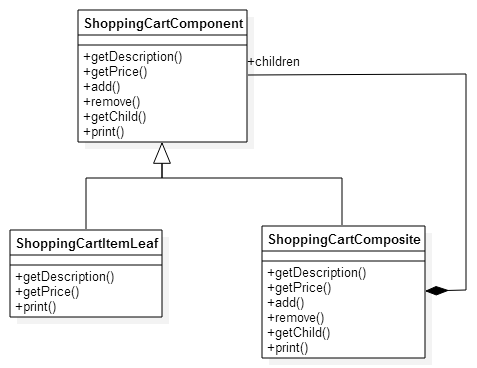 ShoppingCartComponent
+getDescription()
+getPrice()
+add()
+remove()
+getChild()
+print()
+children
ShoppingCartItemLeaf
+getDescription()
+getPrice()
+print()
ShoppingCartComposite
+getDescription()
+getPrice()
+add()
+remove()
+getChild()
+print()